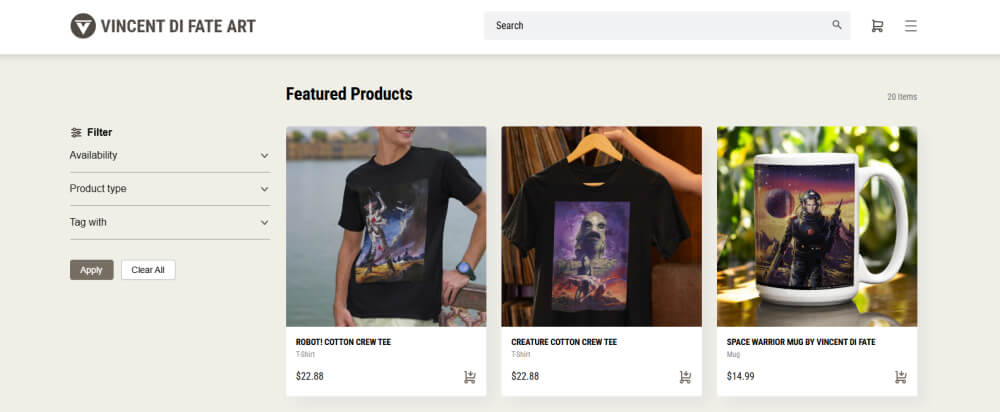 VINCENT DI FATE ART
Search
Featured Products
20 Items
Filter
Availability
Product type
Tag with
Apply
Clear All
ROBOT! COTTON CREW TEE
T-Shirt
$22.88
CREATURE COTTON CREW TEE
T-Shirt
$22.88
SPACE WARRIOR MUG BY VINCENT DI FATE
Mug
$14.99